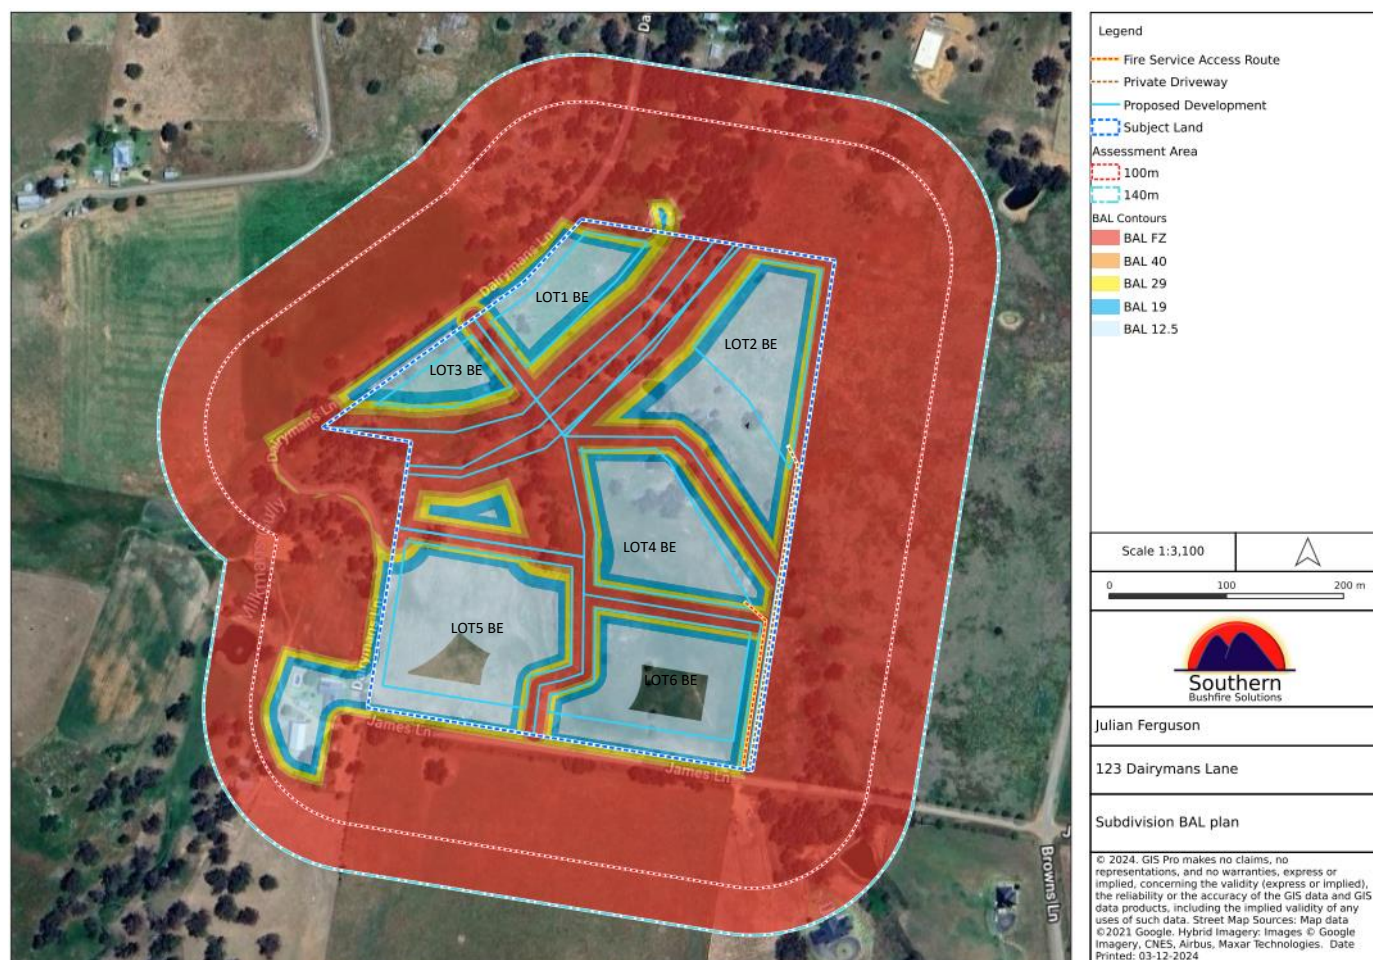 Da
Dairymans Ln
LOT1 BE
LOT2 BE
LOT3 BE
Dairymans Ln
LOT4 BE
LOT5 BE
LOT6 BE
Dairymans Ln
James Ln
James Ln
Browns Ln
Legend
Fire Service Access Route
Private Driveway
Proposed Development
Subject Land
Assessment Area
100m
140m
BAL Contours
BAL FZ
BAL 40
BAL 29
BAL 19
BAL 12.5
Scale 1:3,100
0 100 200 m
Southern
Bushfire Solutions
Julian Ferguson
123 Dairymans Lane
Subdivision BAL plan
© 2024. GIS Pro makes no claims, no
representations, and no warranties, express or
implied, concerning the validity (express or implied),
the reliability or the accuracy of the GIS data and GIS
data products, including the implied validity of any
uses of such data. Street Map Sources: Map data
©2021 Google. Hybrid Imagery: Images © Google
Imagery, CNES, Airbus, Maxar Technologies. Date
Printed: 03-12-2024